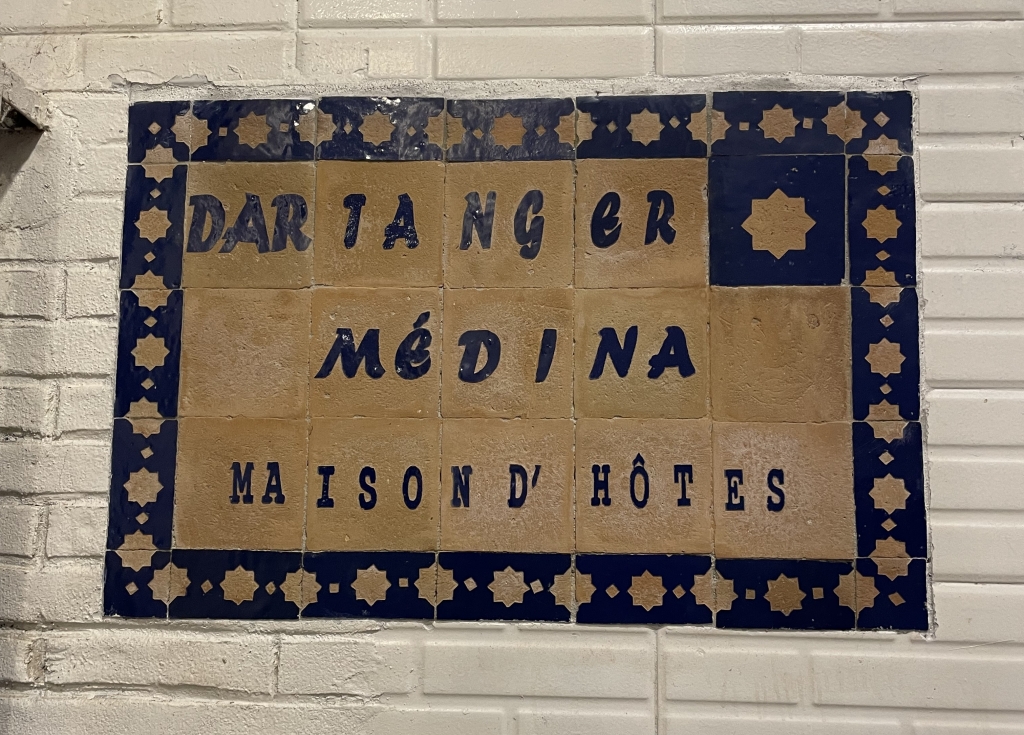 DAR TANGER
MÉDINA
MAISON D'HÔTES